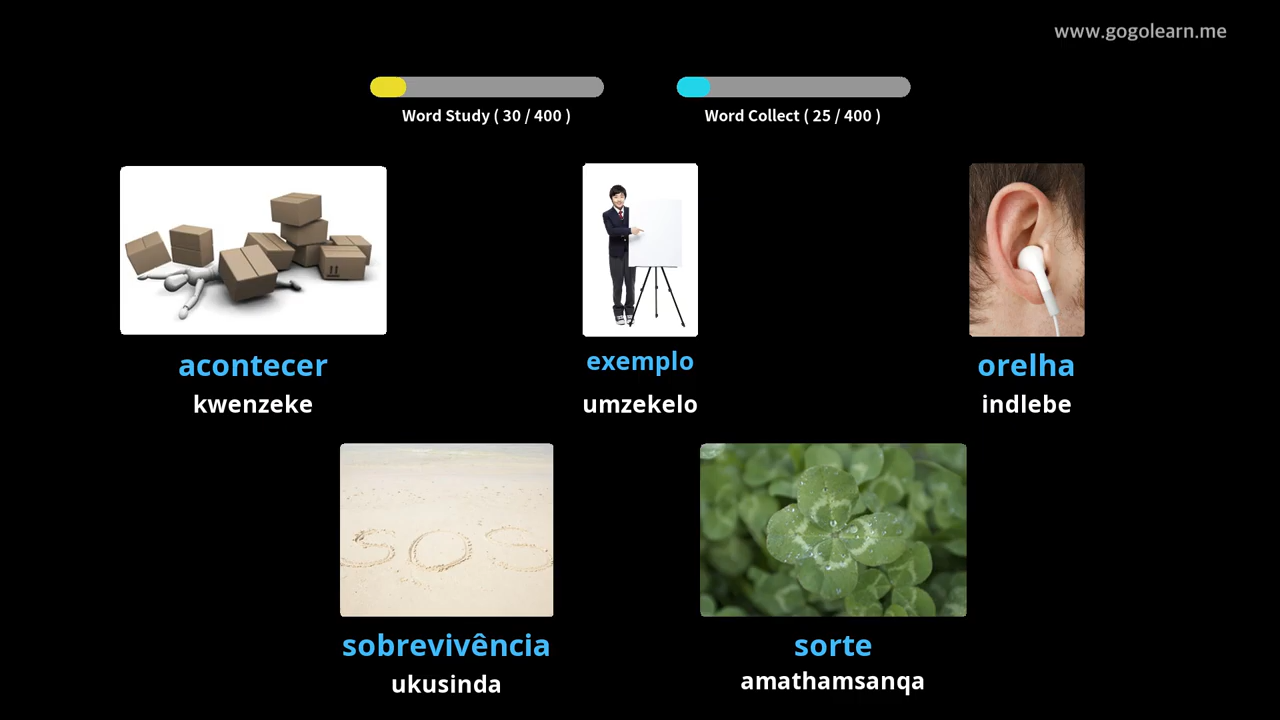 www.gogolearn.me
Word Study ( 30 / 400 )
Word Collect ( 25 / 400 )
acontecer
kwenzeke
exemplo
umzekelo
orelha
indlebe
SOS
sobrevivência
ukusinda
sorte
amathamsanqa